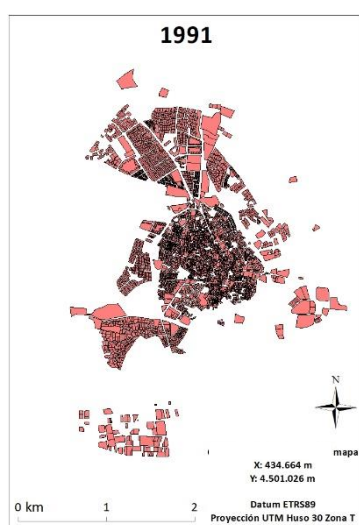 1991
N
mapa
X: 434.664 m
Y: 4.501.026 m
0 km
1
2
Datum ETRS89
Proyección UTM Huso 30 Zona T